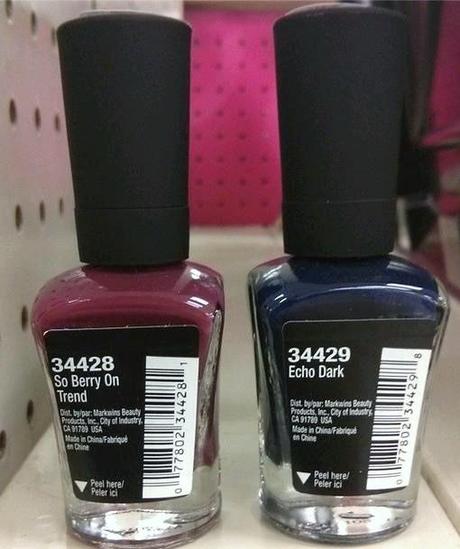 34428
So Berry On
Trend
Dist. by/par: Markwins Beauty
Products, Inc., City of Industry,
CA 91789 USA
Made in China/Fabriqué
en Chine
Peel here/
Peler ici
0 77802 34428 1
34429
Echo Dark
Dist. by/par: Markwins Beauty
Products, Inc., City of Industry,
CA 91789 USA
Made in China/Fabriqué
en Chine
Peel here/
Peler ici
0 77802 34429 8